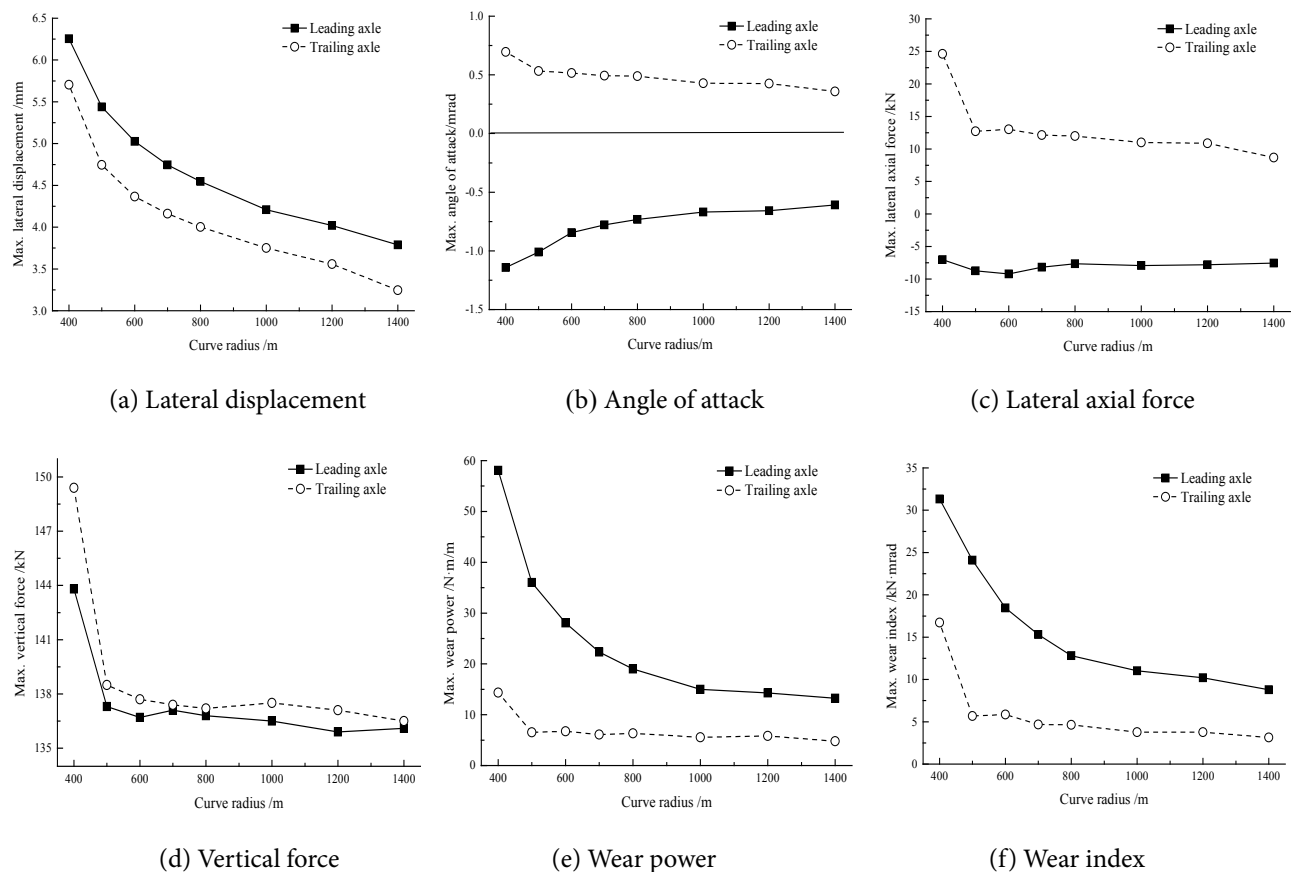 6.5
6.0
5.5
5.0
4.5
4.0
3.5
3.0
Max. lateral displacement /mm
Leading axle
Trailing axle
400 600 800 1000 1200 1400
Curve radius /m
(a) Lateral displacement
1.0
0.5
0.0
-0.5
-1.0
-1.5
Max. angle of attack/mrad
Leading axle
Trailing axle
400 600 800 1000 1200 1400
Curve radius /m
(b) Angle of attack
30
25
20
15
10
5
0
-5
-10
-15
Max. lateral axial force /kN
Leading axle
Trailing axle
400 600 800 1000 1200 1400
Curve radius /m
(c) Lateral axial force
150
147
144
141
138
135
Max. vertical force /kN
Leading axle
Trailing axle
400 600 800 1000 1200 1400
Curve radius /m
(d) Vertical force
60
50
40
30
20
10
0
Max. wear power /N·m/m
Leading axle
Trailing axle
400 600 800 1000 1200 1400
Curve radius /m
(e) Wear power
35
30
25
20
15
10
5
0
Max. wear index /kN·mrad
Leading axle
Trailing axle
400 600 800 1000 1200 1400
Curve radius /m
(f) Wear index